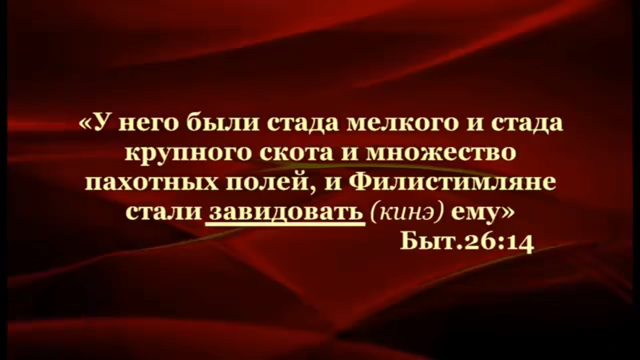 «У него были стада мелкого и стада
крупного скота и множество
пахотных полей, и Филистимляне
стали завидовать (кинэ) ему»
Быт.26:14